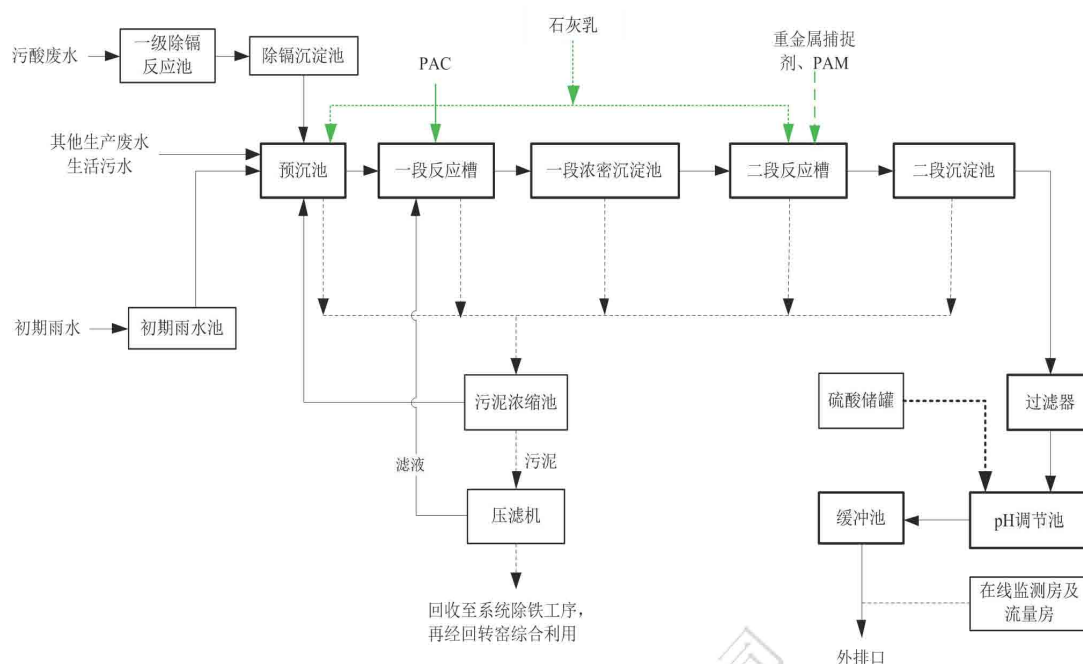 石灰乳
重金属捕捉
剂、PAM
PAC
污酸废水
一级除镉
反应池
除镉沉淀池
其他生产废水
生活污水
预沉池
一段反应槽
一段浓密沉淀池
二段反应槽
二段沉淀池
初期雨水
初期雨水池
污泥浓缩池
硫酸储罐
过滤器
滤液
污泥
压滤机
缓冲池
pH调节池
回收至系统除铁工序，
再经回转窑综合利用
在线监测房及
流量房
外排口